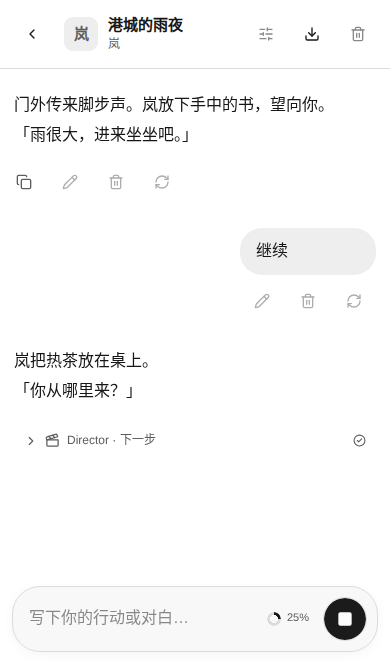 岚
港城的雨夜
岚
门外传来脚步声。岚放下手中的书，望向你。
「雨很大，进来坐坐吧。」
继续
岚把热茶放在桌上。
「你从哪里来？」
Director · 下一步
写下你的行动或对白…
25%